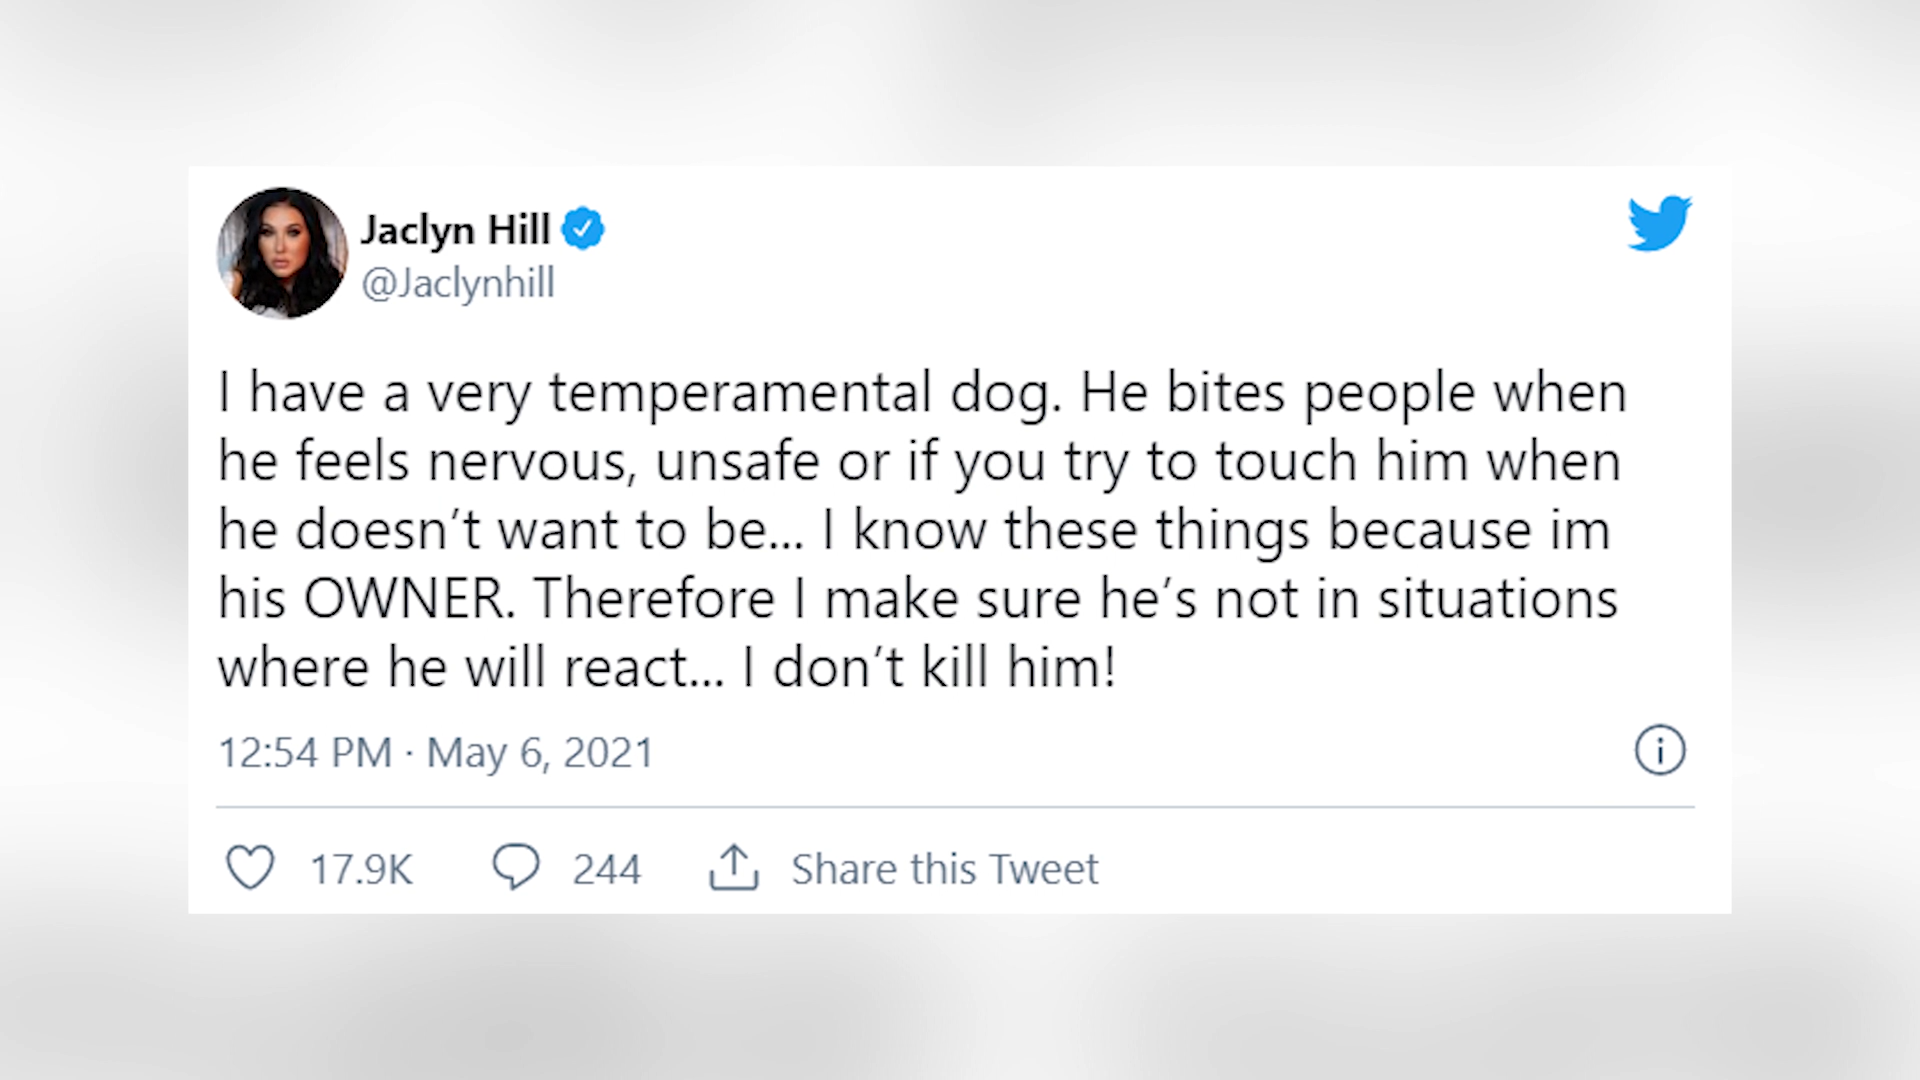 Jaclyn Hill
@Jaclynhill
I have a very temperamental dog. He bites people when
he feels nervous, unsafe or if you try to touch him when
he doesn’t want to be... I know these things because im
his OWNER. Therefore I make sure he’s not in situations
where he will react... I don’t kill him!
12:54 PM · May 6, 2021
17.9K 244 Share this Tweet